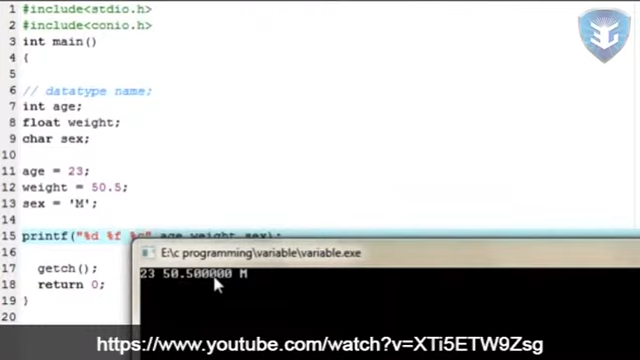 1 #include<stdio.h>
2 #include<conio.h>
3 int main()
4 {
5
6 // datatype name;
7 int age;
8 float weight;
9 char sex;
10
11 age = 23;
12 weight = 50.5;
13 sex = 'M';
14
15 printf("%d %f %c",age,weight,sex);
16
17 getch();
18 return 0;
19 }
20
E:\c programming\variable\variable.exe
23 50.500000 M
https://www.youtube.com/watch?v=XTi5ETW9Zsg